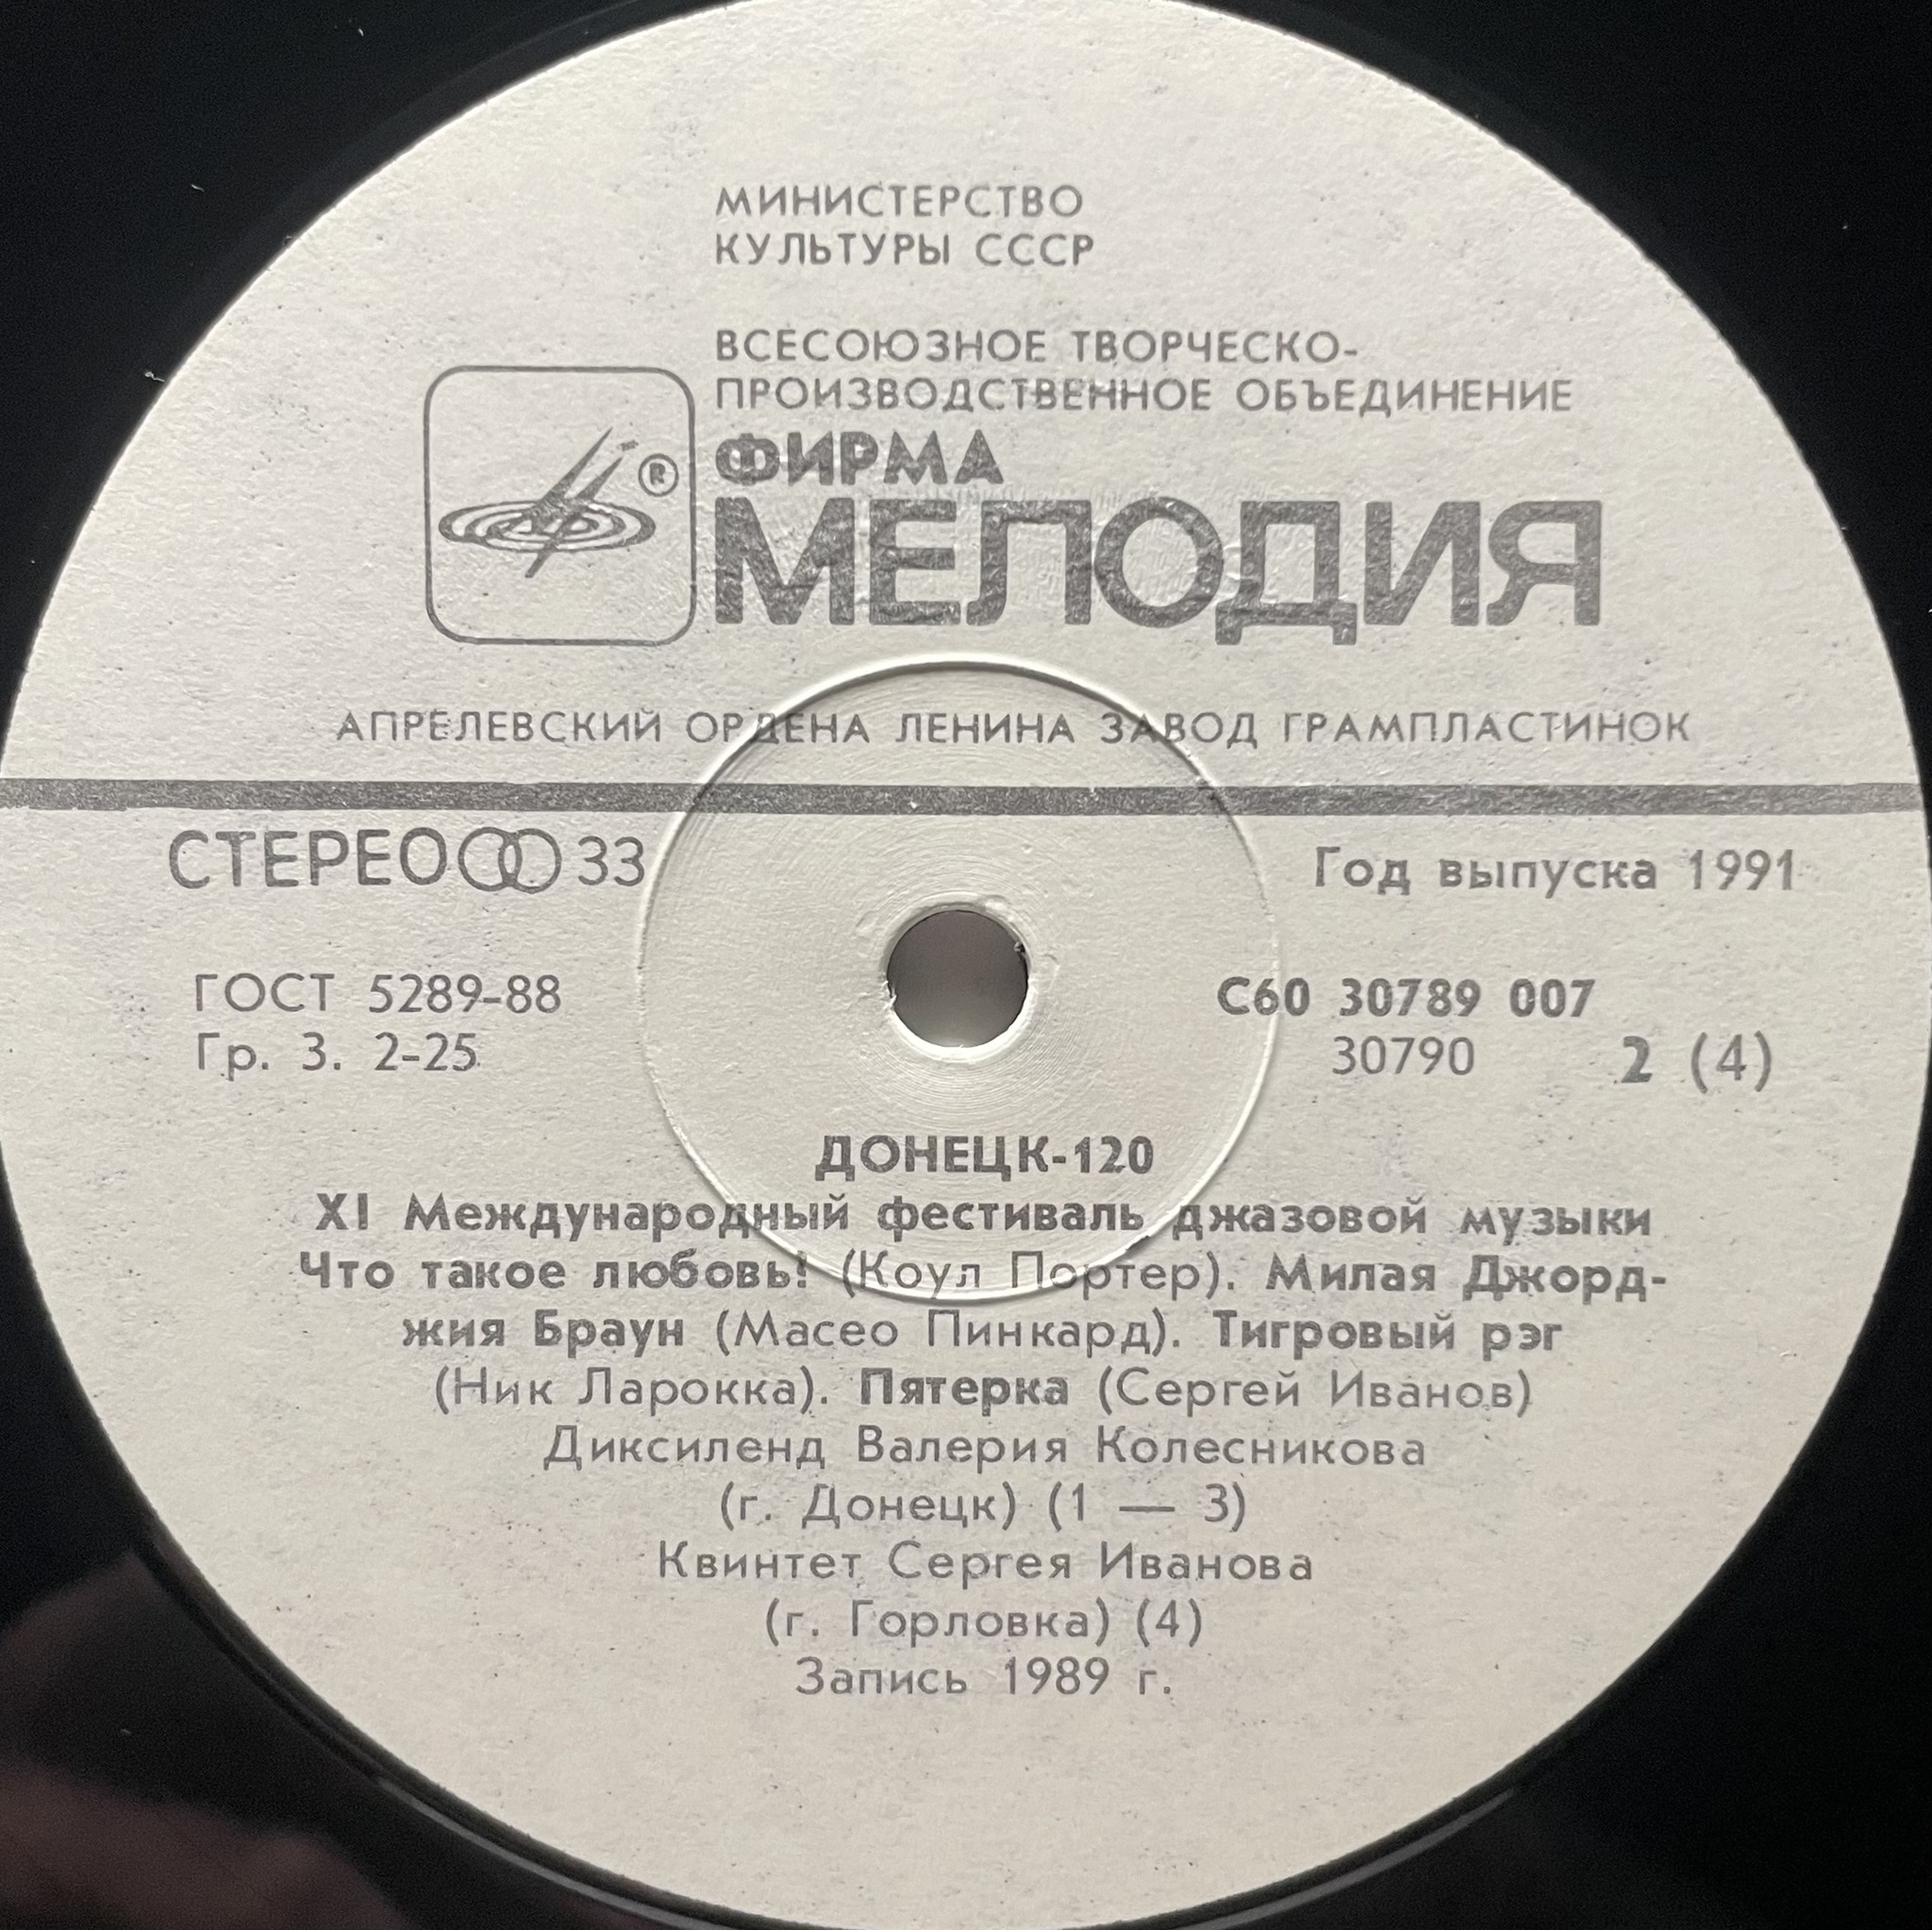 МИНИСТЕРСТВО
КУЛЬТУРЫ СССР
ВСЕСОЮЗНОЕ ТВОРЧЕСКО-
ПРОИЗВОДСТВЕННОЕ ОБЪЕДИНЕНИЕ
®
ФИРМА
МЕЛОДИЯ
АПРЕЛЕВСКИЙ ОРДЕНА ЛЕНИНА ЗАВОД ГРАМПЛАСТИНОК
СТЕРЕО 33
Год выпуска 1991
ГОСТ 5289-88
Гр. 3. 2-25
С60 30789 007
30790 2 (4)
ДОНЕЦК-120
XI Международный фестиваль джазовой музыки
Что такое любовь! (Коул Портер). Милая Джорд-
жия Браун (Масео Пинкард). Тигровый рэг
(Ник Ларокка). Пятерка (Сергей Иванов)
Диксиленд Валерия Колесникова
(г. Донецк) (1 — 3)
Квинтет Сергея Иванова
(г. Горловка) (4)
Запись 1989 г.